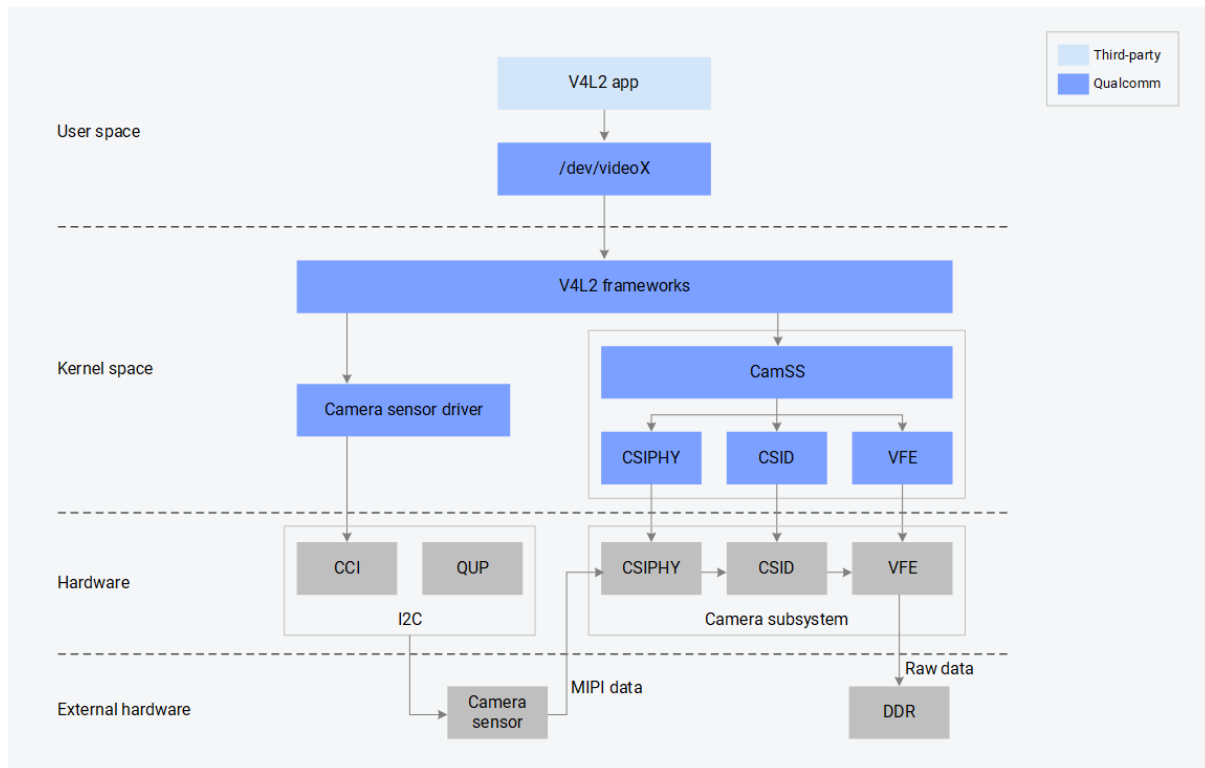 Third-party
Qualcomm
V4L2 app
User space
/dev/videoX
V4L2 frameworks
Kernel space
CamSS
Camera sensor driver
CSIPHY
CSID
VFE
Hardware
CCI
QUP
CSIPHY
CSID
VFE
I2C
Camera subsystem
Raw data
MIPI data
External hardware
Camera
sensor
DDR